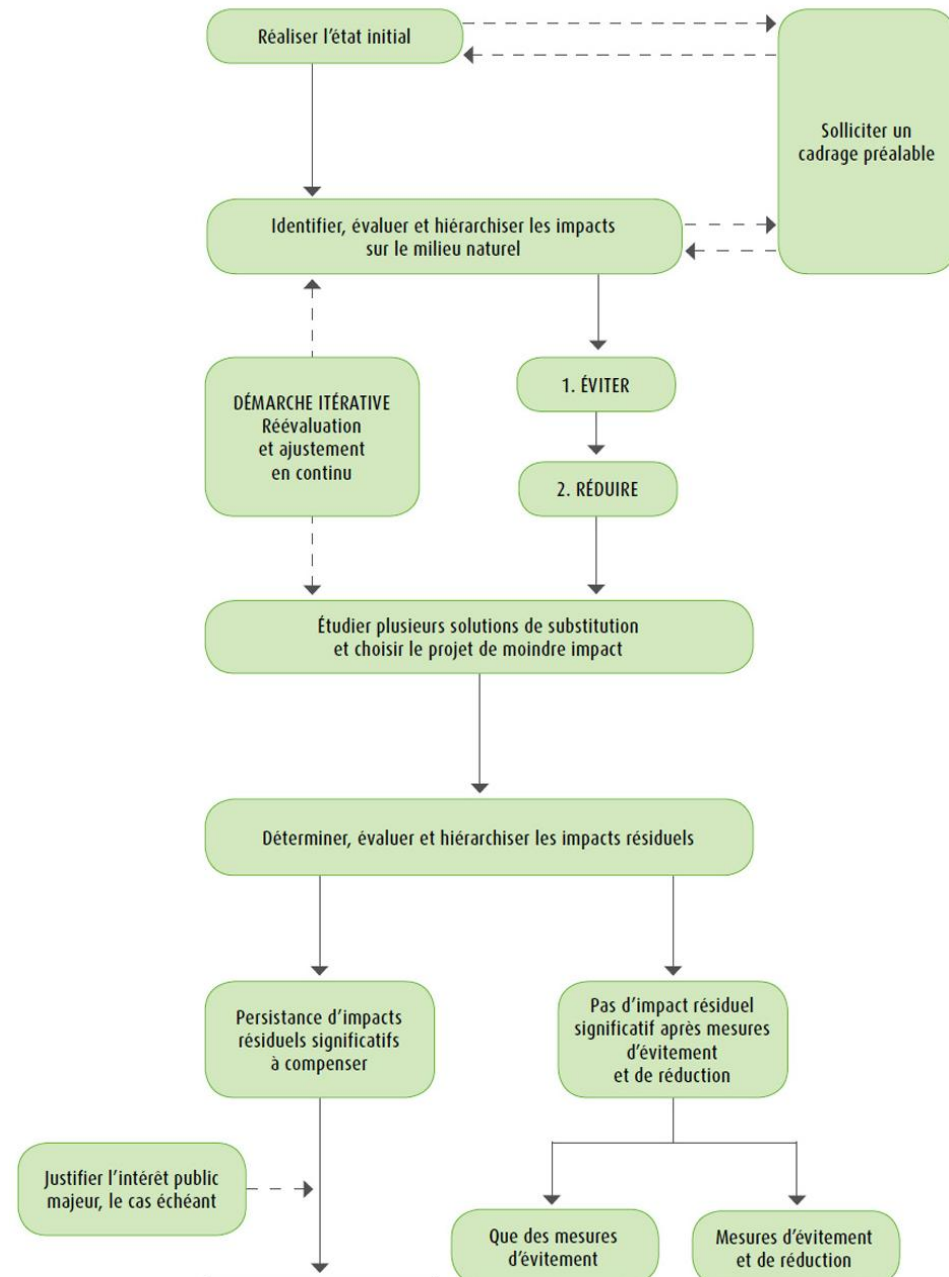 Réaliser l'état initial
Solliciter un
cadrage préalable
Identifier, évaluer et hiérarchiser les impacts
sur le milieu naturel
DÉMARCHE ITÉRATIVE
Réévaluation
et ajustement
en continu
1. ÉVITER
2. RÉDUIRE
Étudier plusieurs solutions de substitution
et choisir le projet de moindre impact
Déterminer, évaluer et hiérarchiser les impacts résiduels
Persistance d'impacts
résiduels significatifs
à compenser
Pas d'impact résiduel
significatif après mesures
d'évitement
et de réduction
Justifier l'intérêt public
majeur, le cas échéant
Que des mesures
d'évitement
Mesures d'évitement
et de réduction